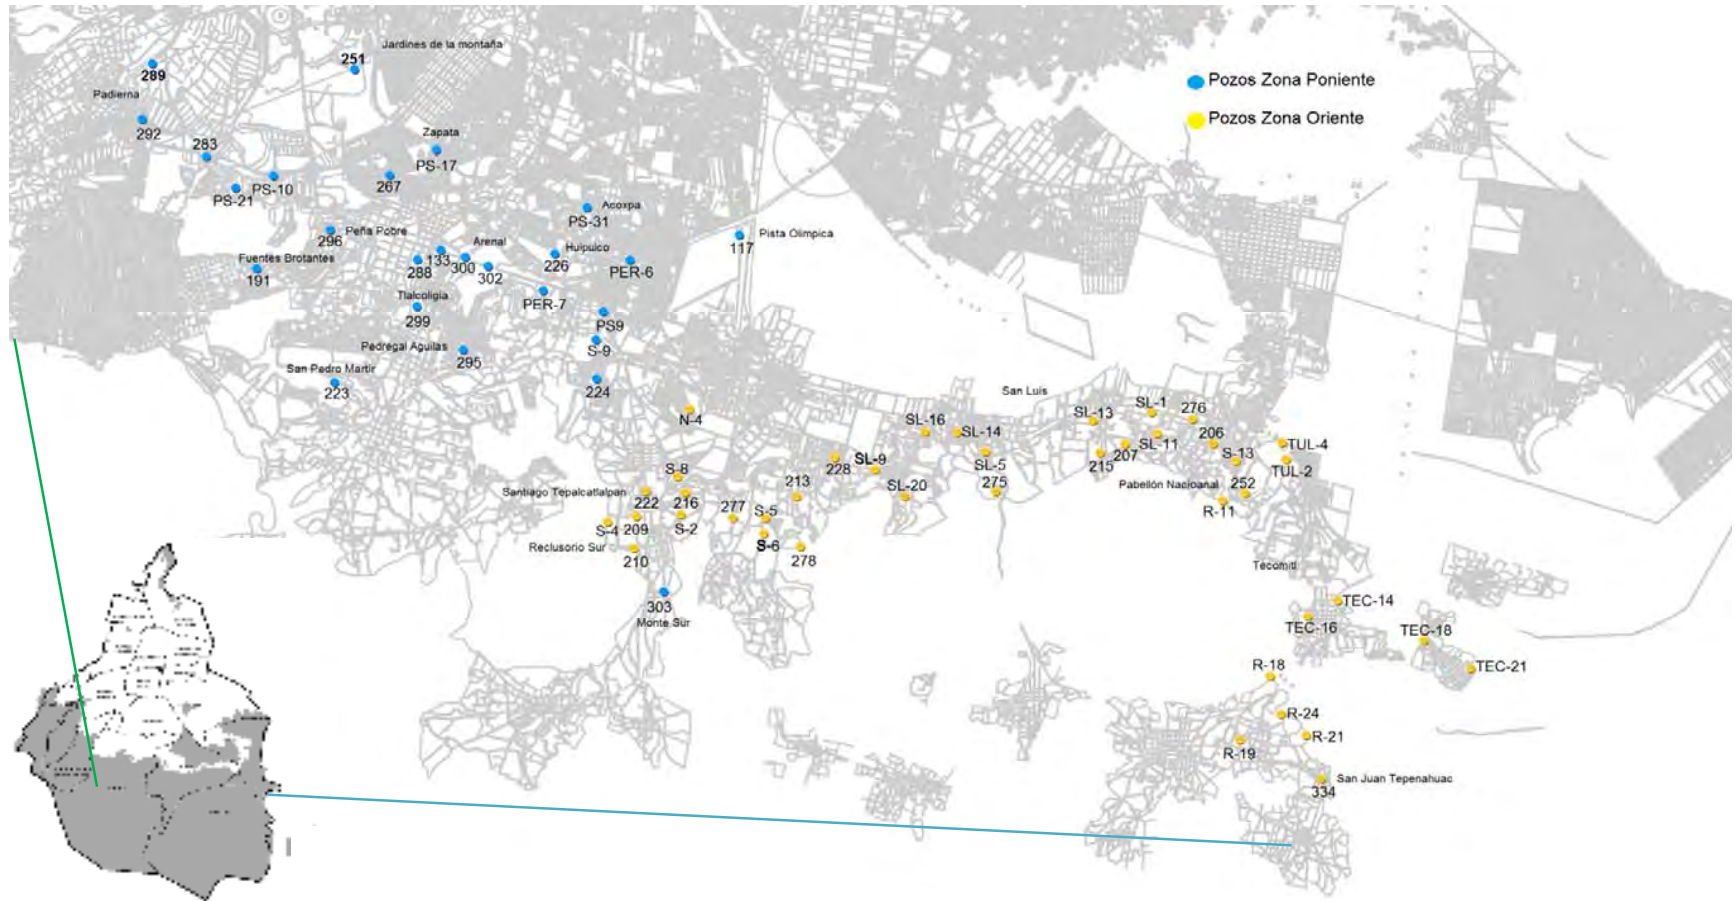 Jardines de la montaña
251
289
Padierna
292
283
PS-21
PS-10
Zapata
PS-17
267
Pozos Zona Poniente
Pozos Zona Oriente
Acoxpa
PS-31
296
Peña Pobre
Fuentes Brotantes
191
288
133
Arenal
300
302
Huipulco
226
PER-6
Pista Olimpica
117
PER-7
Tlalcoligia
299
PS9
S-9
Pedregal Aguilas
295
San Pedro Martir
223
224
N-4
San Luis
SL-16
SL-14
SL-13
SL-1
276
206
SL-11
207
215
S-13
TUL-4
TUL-2
228
SL-9
SL-5
275
SL-20
213
Pabellón Nacioanal
252
R-11
S-8
Santiago Tepalcatlalpan
222
216
S-4
209
S-2
277
S-5
S-6
278
Reclusorio Sur
210
303
Monte Sur
Tecomitl
TEC-14
TEC-16
TEC-18
TEC-21
R-18
R-24
R-21
R-19
San Juan Tepenahuac
334